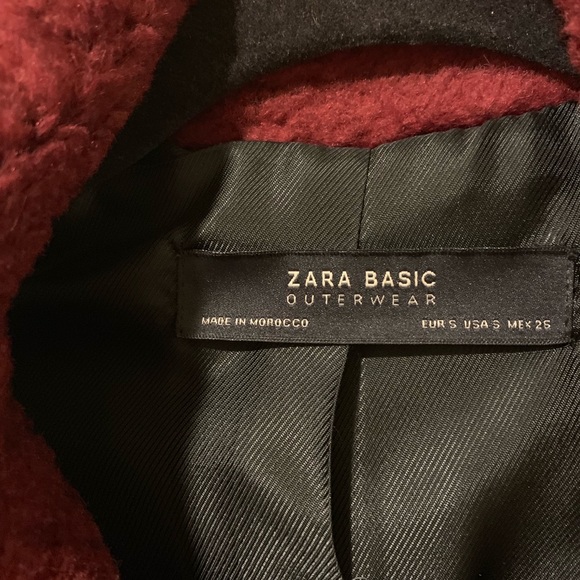 ZARA BASIC
OUTERWEAR
MADE IN MOROCCO EUR S USA S MEX 26